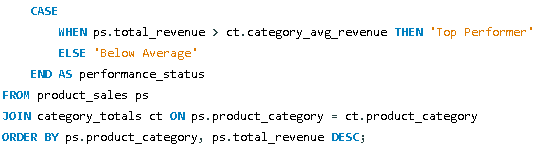 CASE
WHEN ps.total_revenue > ct.category_avg_revenue THEN 'Top Performer'
ELSE 'Below Average'
END AS performance_status
FROM product_sales ps
JOIN category_totals ct ON ps.product_category = ct.product_category
ORDER BY ps.product_category, ps.total_revenue DESC;